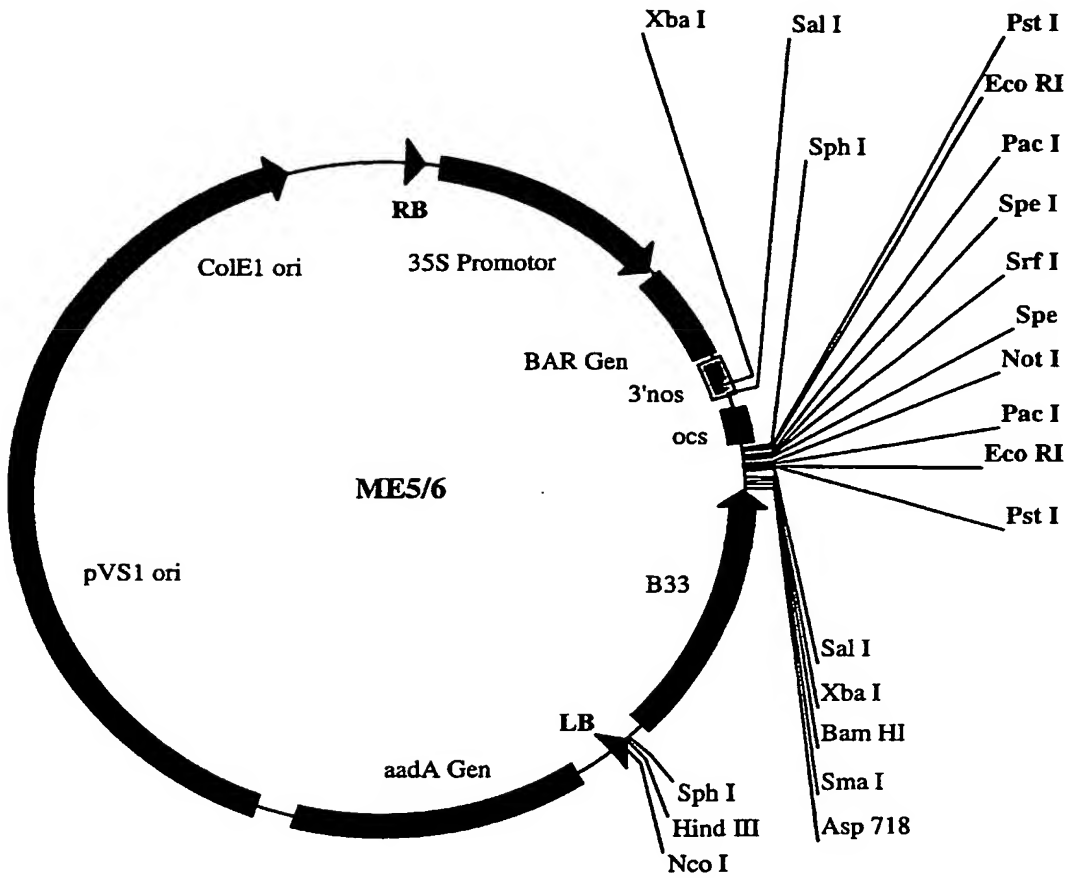 Xba I
Sal I
Pst I
Eco RI
Sph I
Pac I
RB
Spe I
ColE1 ori
35S Promotor
Srf I
Spe
BAR Gen
Not I
3'nos
Pac I
ocs
Eco RI
ME5/6
Pst I
pVS1 ori
B33
Sal I
Xba I
LB
Bam HI
aadA Gen
Sph I
Sma I
Hind III
Asp 718
Nco I